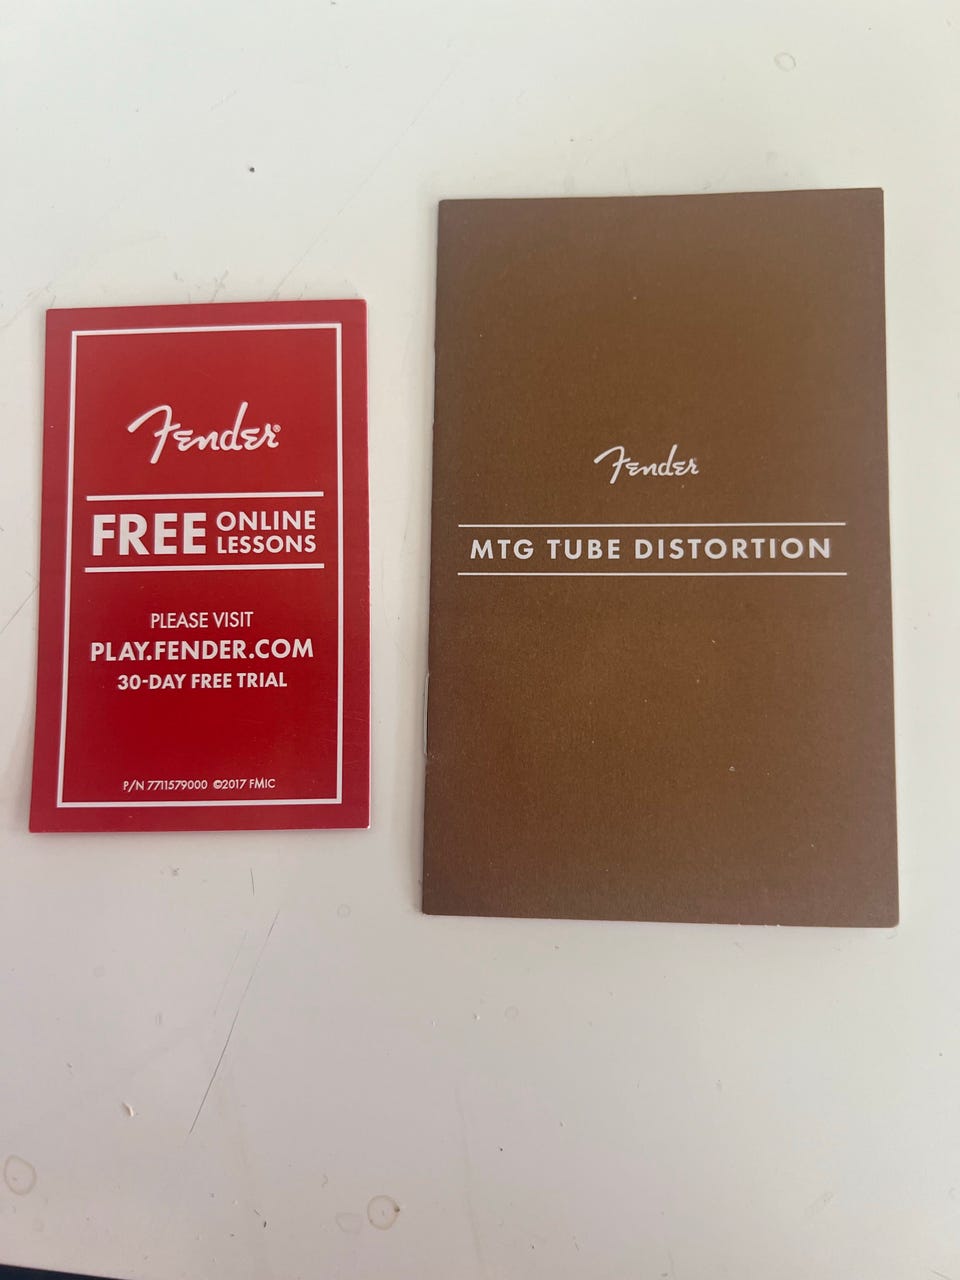 Fender®
FREE ONLINE LESSONS
PLEASE VISIT
PLAY.FENDER.COM
30-DAY FREE TRIAL
P/N 7711579000 ©2017 FMIC
Fender®
MTG TUBE DISTORTION